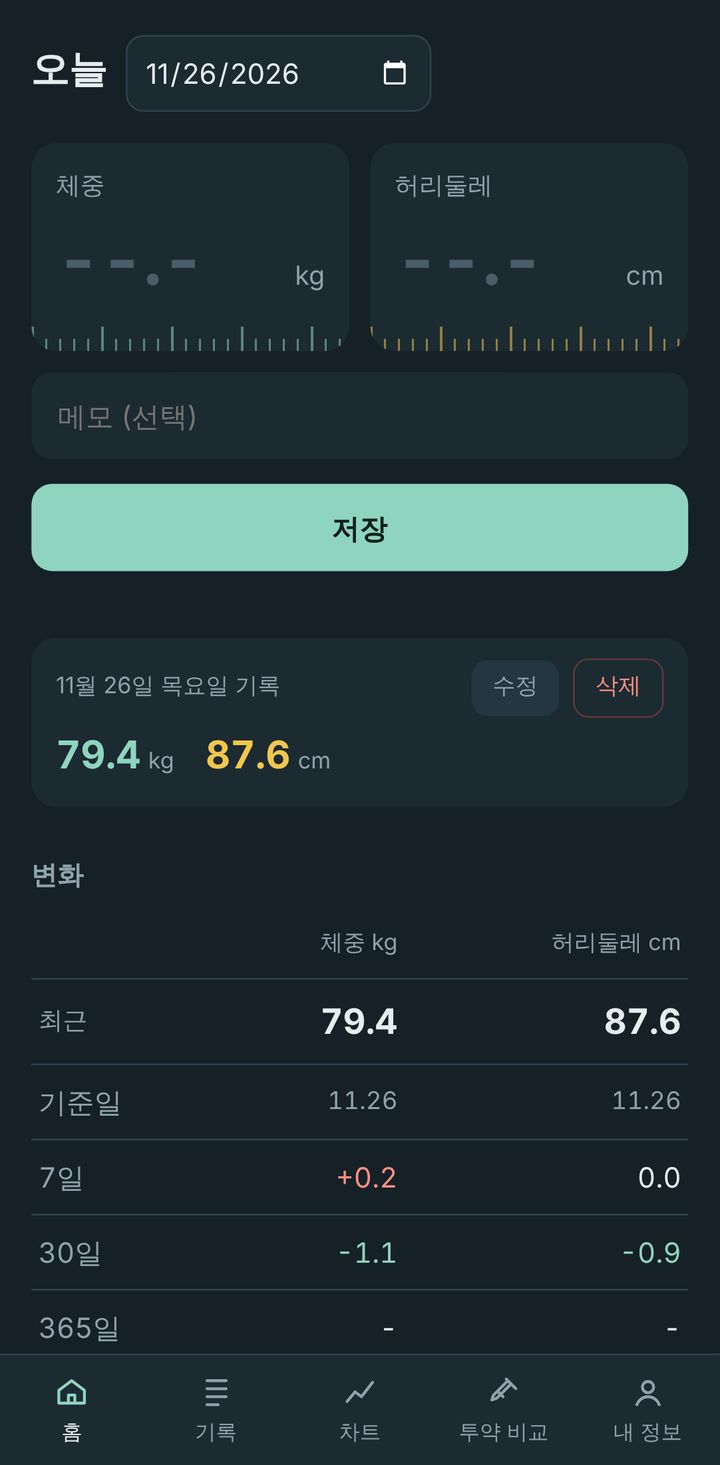 오늘 11/26/2026
체중 허리둘레
--.- kg --.- cm
메모 (선택)
저장
11월 26일 목요일 기록 수정 삭제
79.4 kg 87.6 cm
변화
체중 kg 허리둘레 cm
최근 79.4 87.6
기준일 11.26 11.26
7일 +0.2 0.0
30일 -1.1 -0.9
365일 - -
홈 기록 차트 투약 비교 내 정보